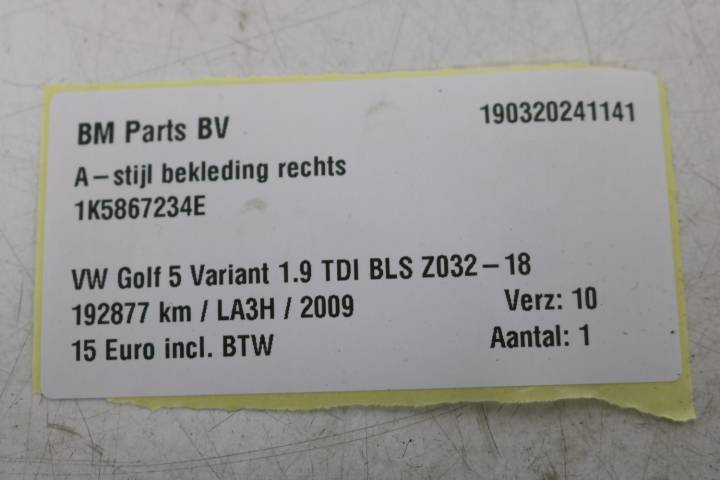 BM Parts BV 190320241141
A-stijl bekleding rechts
1K5867234E
VW Golf 5 Variant 1.9 TDI BLS Z032-18
192877 km / LA3H / 2009 Verz: 10
15 Euro incl. BTW Aantal: 1